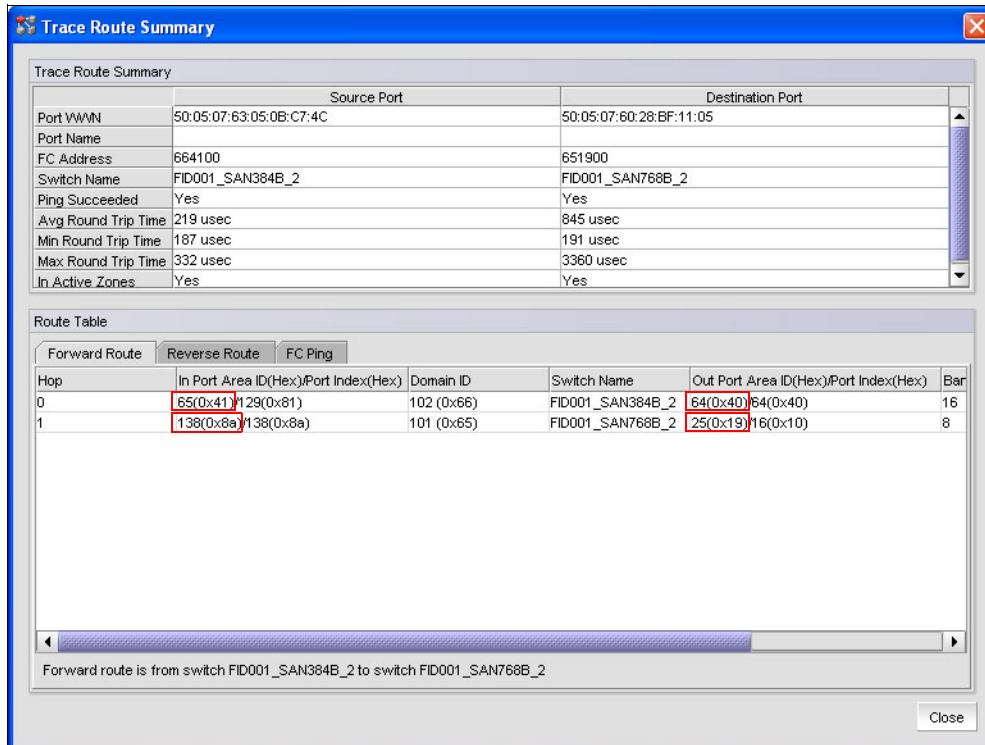 Trace Route Summary
Trace Route Summary
Source Port Destination Port
Port WWN 50:05:07:63:05:0B:C7:4C 50:05:07:60:28:BF:11:05
Port Name
FC Address 664100 651900
Switch Name FID001_SAN384B_2 FID001_SAN768B_2
Ping Succeeded Yes Yes
Avg Round Trip Time 219 usec 845 usec
Min Round Trip Time 187 usec 191 usec
Max Round Trip Time 332 usec 3360 usec
In Active Zones Yes Yes
Route Table
Forward Route Reverse Route FC Ping
Hop In Port Area ID(Hex)/Port Index(Hex) Domain ID Switch Name Out Port Area ID(Hex)/Port Index(Hex) Bar
0 65(0x41)/129(0x81) 102 (0x66) FID001_SAN384B_2 64(0x40)/64(0x40) 16
1 138(0x8a)/138(0x8a) 101 (0x65) FID001_SAN768B_2 25(0x19)/16(0x10) 8
Forward route is from switch FID001_SAN384B_2 to switch FID001_SAN768B_2
Close